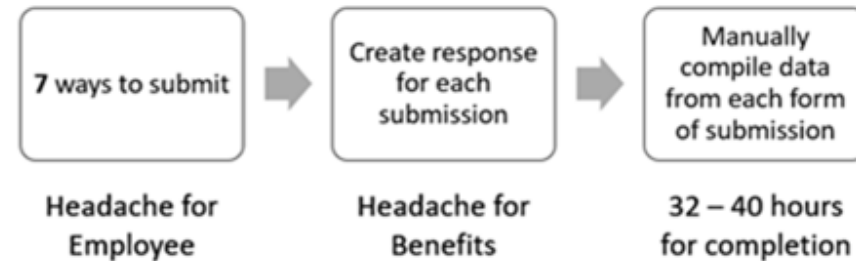 7 ways to submit
Create response
for each
submission
Manually
compile data
from each form
of submission
Headache for
Employee
Headache for
Benefits
32 – 40 hours
for completion